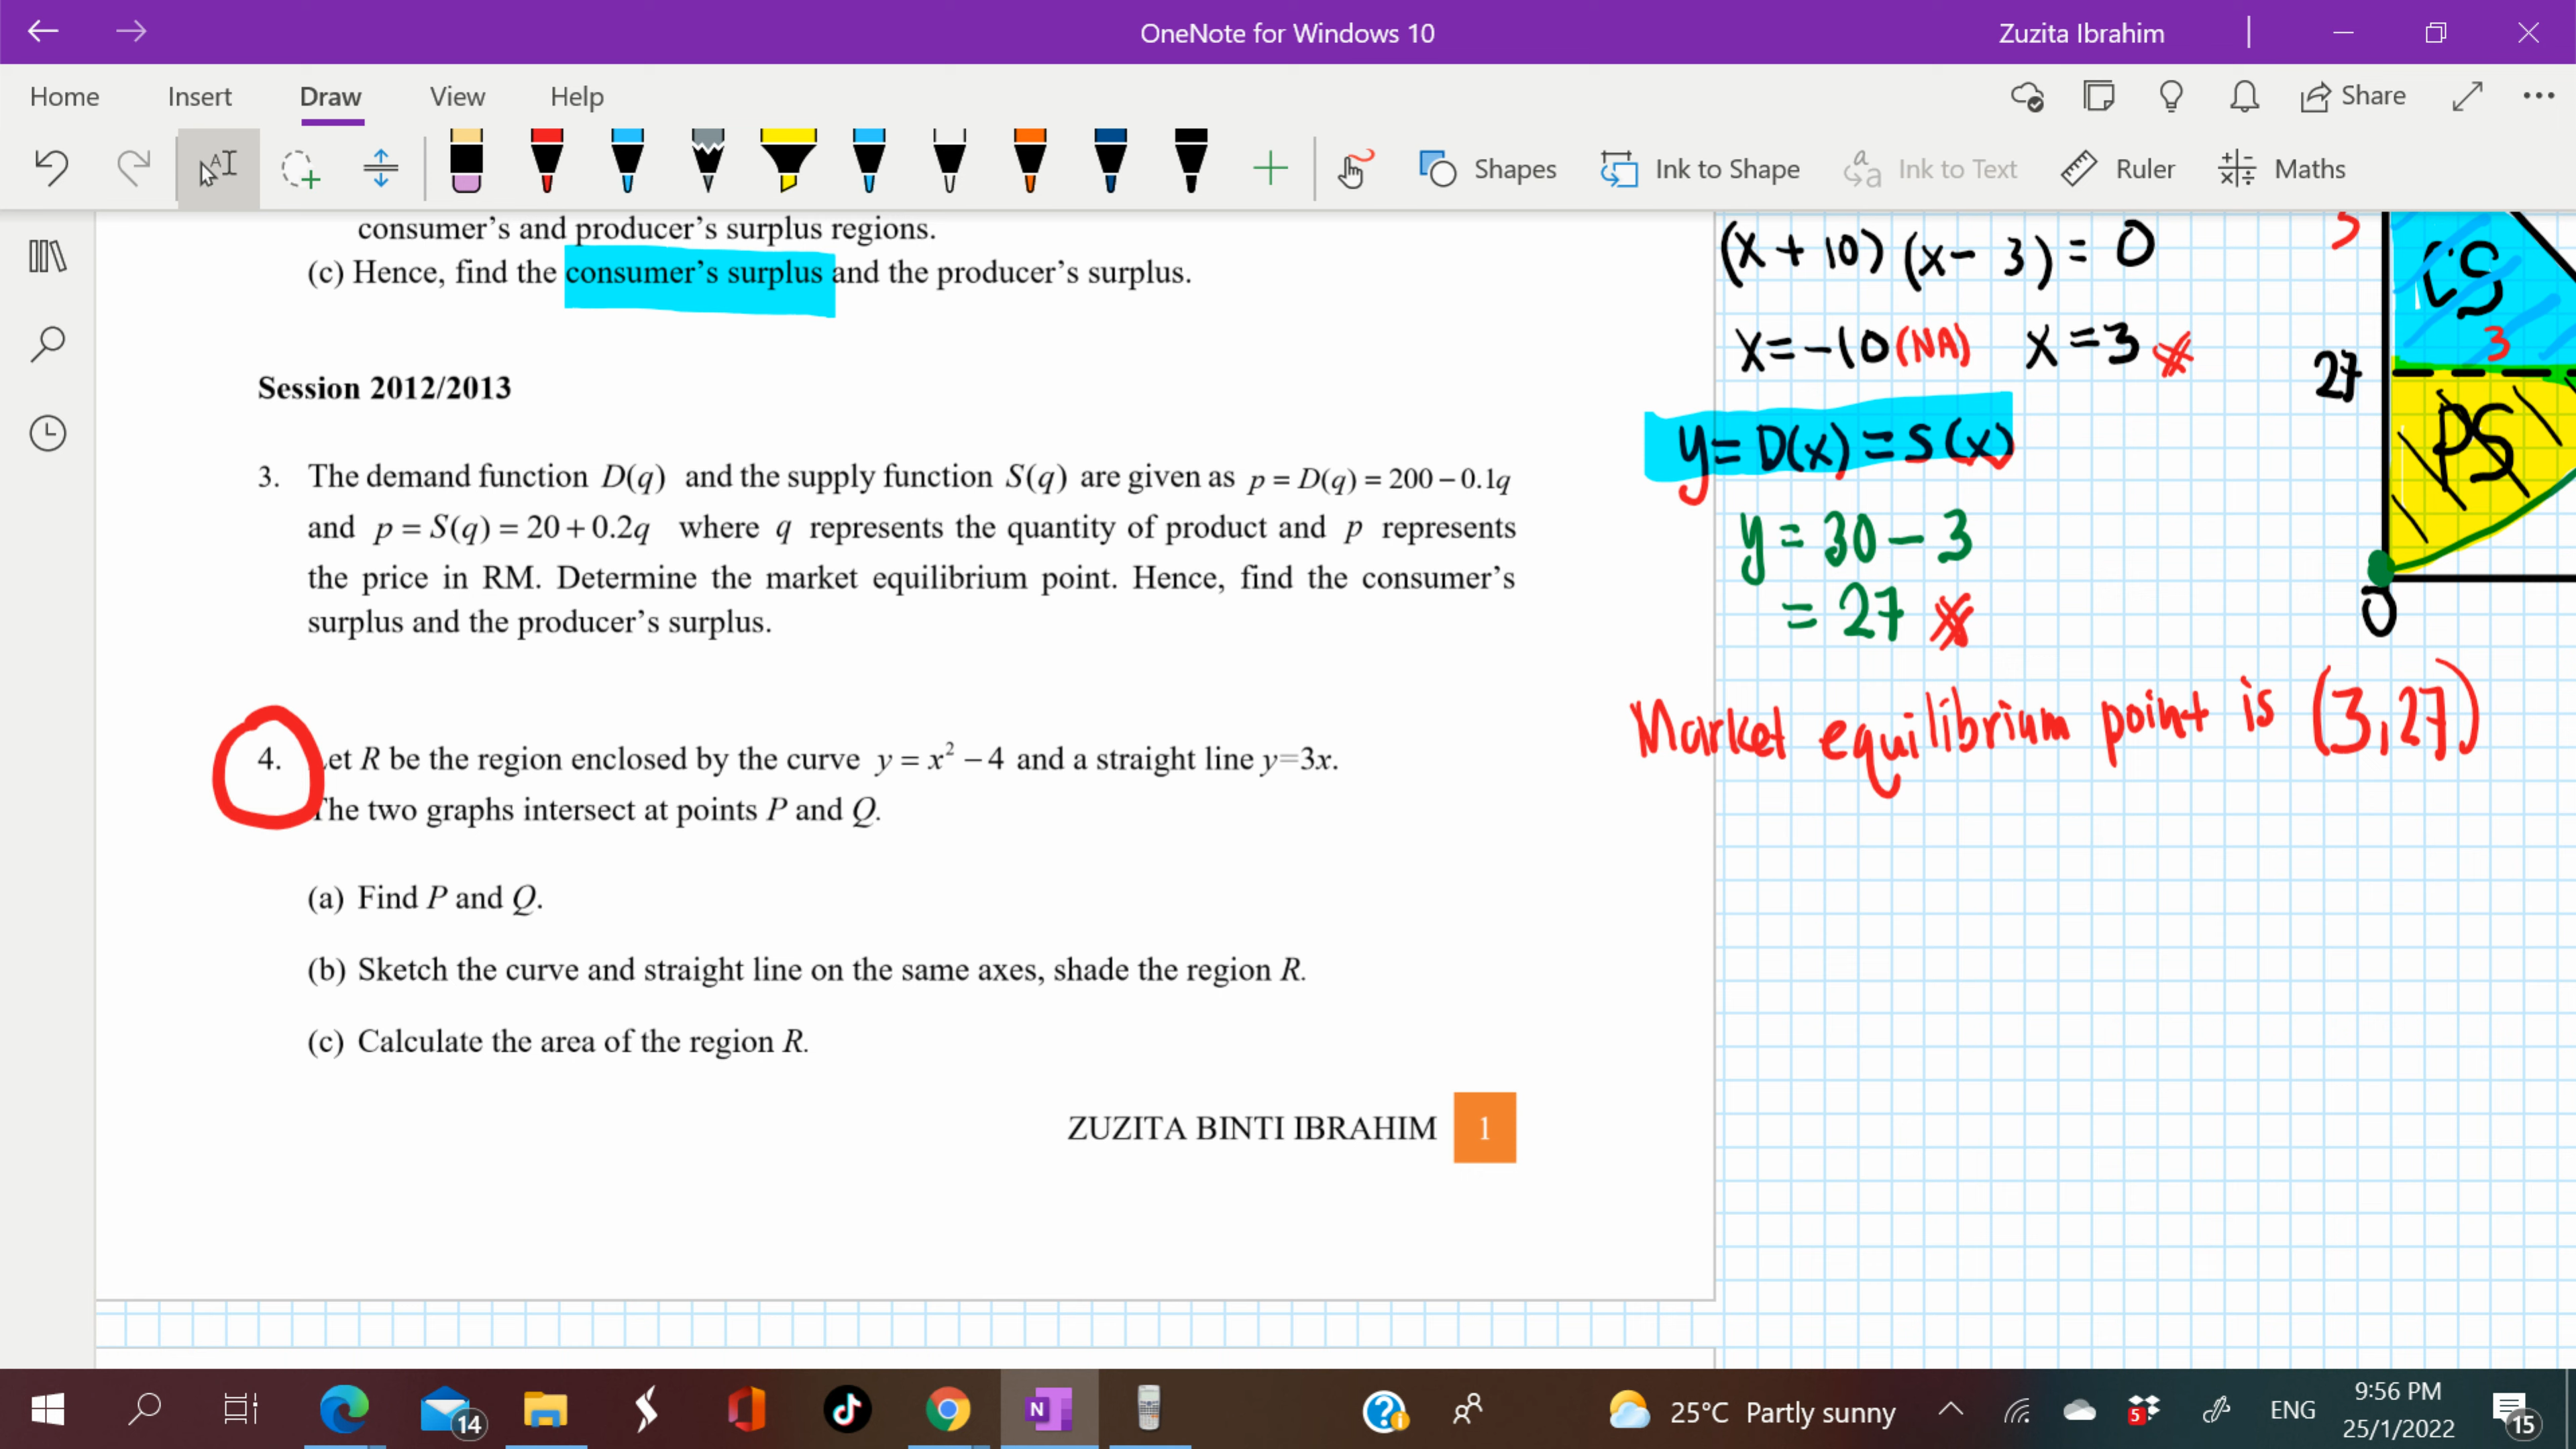 OneNote for Windows 10
Zuzita Ibrahim
Home Insert Draw View Help
Share
Shapes Ink to Shape Ink to Text Ruler Maths
consumer's and producer's surplus regions.
(c) Hence, find the consumer's surplus and the producer's surplus.
Session 2012/2013
3. The demand function D(q) and the supply function S(q) are given as p = D(q) = 200 – 0.1q
and p = S(q) = 20 + 0.2q where q represents the quantity of product and p represents
the price in RM. Determine the market equilibrium point. Hence, find the consumer's
surplus and the producer's surplus.
4. et R be the region enclosed by the curve y = x² – 4 and a straight line y=3x.
The two graphs intersect at points P and Q.
(a) Find P and Q.
(b) Sketch the curve and straight line on the same axes, shade the region R.
(c) Calculate the area of the region R.
ZUZITA BINTI IBRAHIM 1
(x + 10) (x - 3) = 0
x = -10 (NA) x = 3
y = D(x) = S(x)
y = 30 - 3
= 27
Market equilibrium point is (3,27)
CS
3
27
PS
0
14
N
25°C Partly sunny
5
ENG
9:56 PM
25/1/2022
15